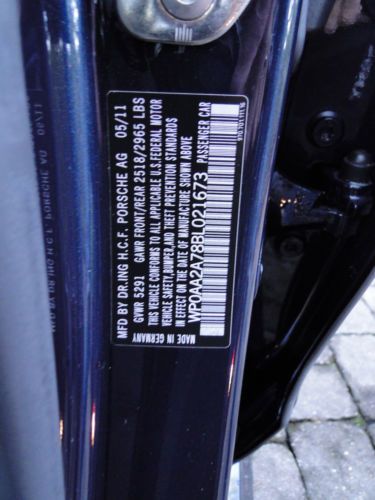 MFD BY DR.ING H.C.F. PORSCHE AG 05/11
GVWR 5291 GAWR FRONT/REAR 2518/2965 LBS
THIS VEHICLE CONFORMS TO ALL APPLICABLE U.S.FEDERAL MOTOR
VEHICLE SAFETY,BUMPER,AND THEFT PREVENTION STANDARDS
IN EFFECT ON THE DATE OF MANUFACTURE SHOWN ABOVE
WP0AA2A78BL021673 PASSENGER CAR
MADE IN GERMANY